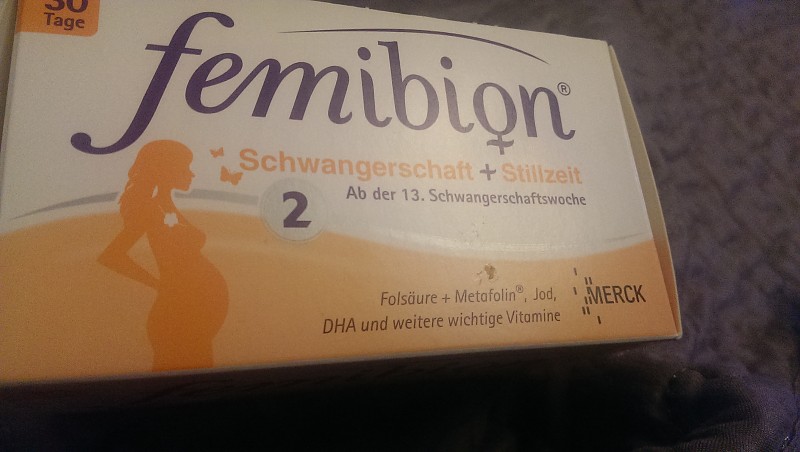 30
Tage
femibion®
Schwangerschaft + Stillzeit
2
Ab der 13. Schwangerschaftswoche
Folsäure + Metafolin®, Jod,
DHA und weitere wichtige Vitamine
MERCK